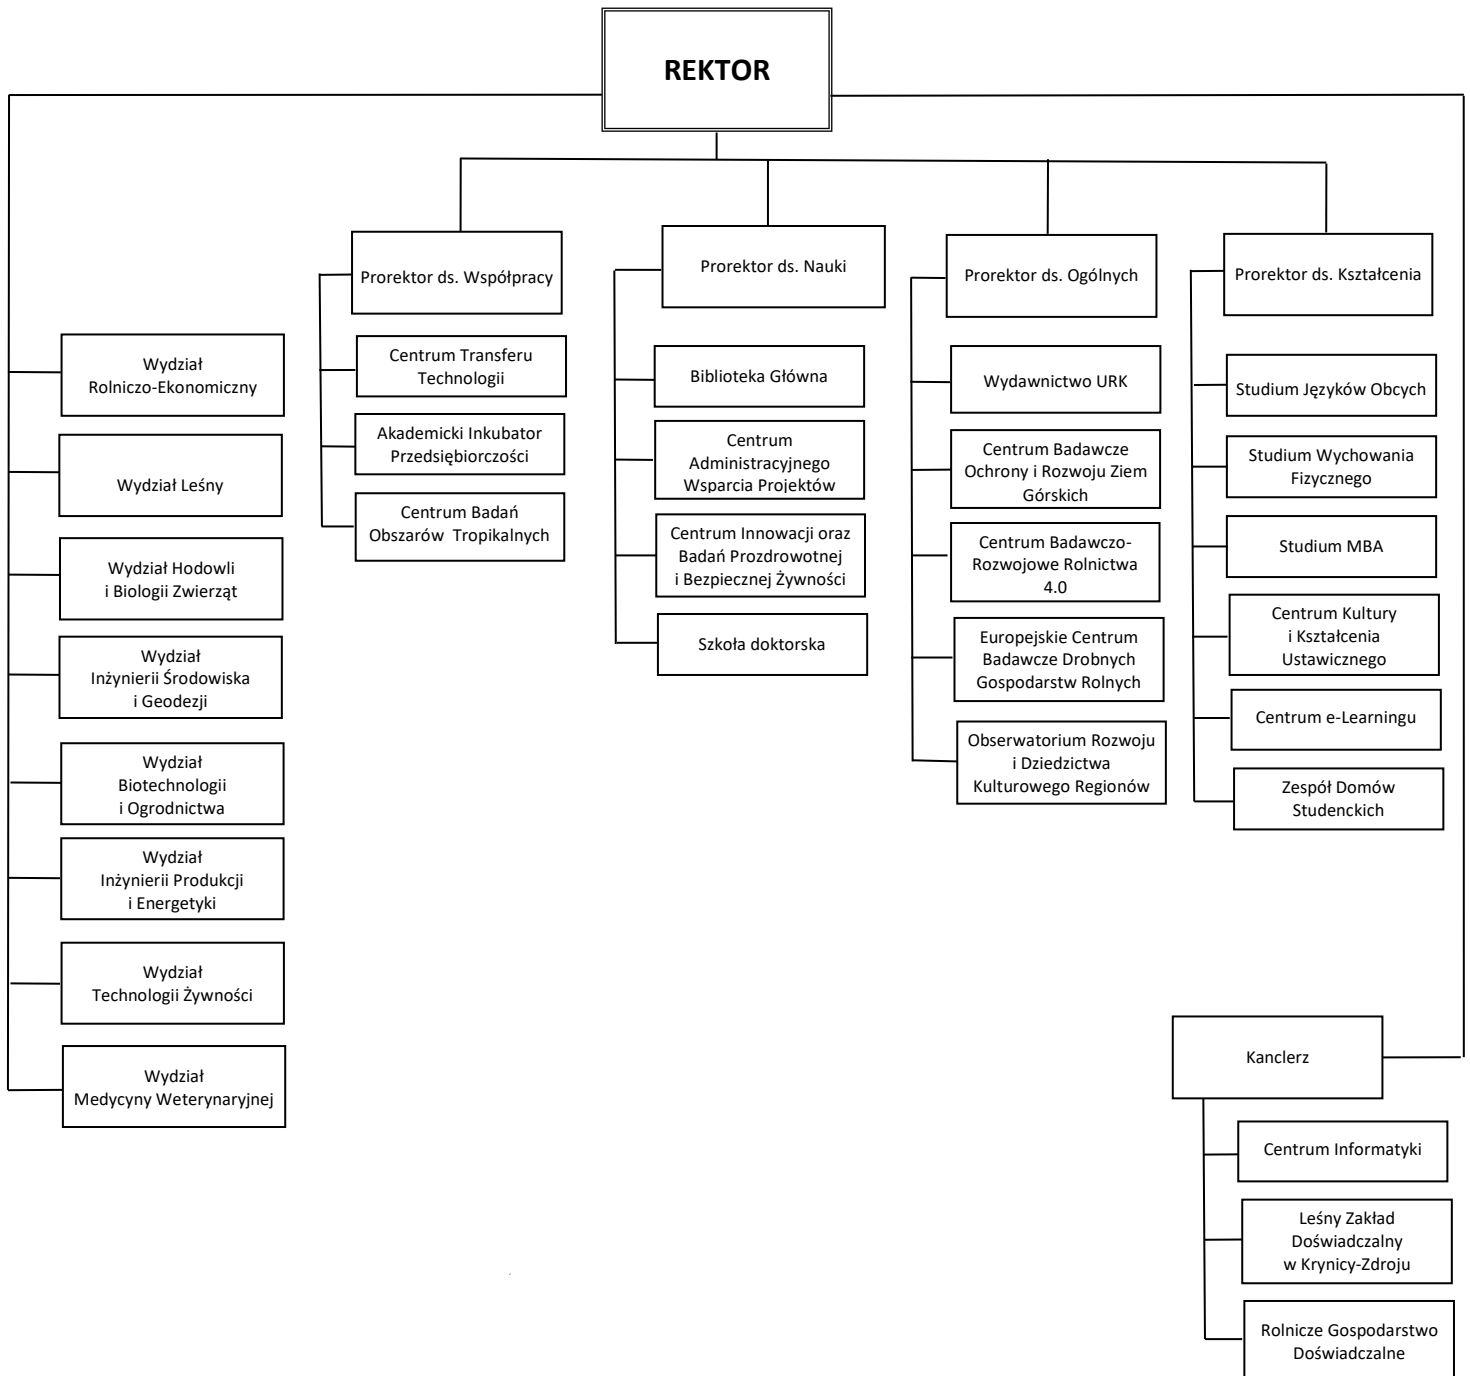 REKTOR
Prorektor ds. Współpracy
Prorektor ds. Nauki
Prorektor ds. Ogólnych
Prorektor ds. Kształcenia
Wydział
Rolniczo-Ekonomiczny
Wydział Leśny
Wydział Hodowli
i Biologii Zwierząt
Wydział
Inżynierii Środowiska
i Geodezji
Wydział
Biotechnologii
i Ogrodnictwa
Wydział
Inżynierii Produkcji
i Energetyki
Wydział
Technologii Żywności
Wydział
Medycyny Weterynaryjnej
Centrum Transferu
Technologii
Akademicki Inkubator
Przedsiębiorczości
Centrum Badań
Obszarów Tropikalnych
Biblioteka Główna
Centrum
Administracyjnego
Wsparcia Projektów
Centrum Innowacji oraz
Badań Prozdrowotnej
i Bezpiecznej Żywności
Szkoła doktorska
Wydawnictwo URK
Centrum Badawcze
Ochrony i Rozwoju Ziem
Górskich
Centrum Badawczo-
Rozwojowe Rolnictwa
4.0
Europejskie Centrum
Badawcze Drobnych
Gospodarstw Rolnych
Obserwatorium Rozwoju
i Dziedzictwa
Kulturowego Regionów
Studium Języków Obcych
Studium Wychowania
Fizycznego
Studium MBA
Centrum Kultury
i Kształcenia
Ustawicznego
Centrum e-Learningu
Zespół Domów
Studenckich
Kanclerz
Centrum Informatyki
Leśny Zakład
Doświadczalny
w Krynicy-Zdroju
Rolnicze Gospodarstwo
Doświadczalne